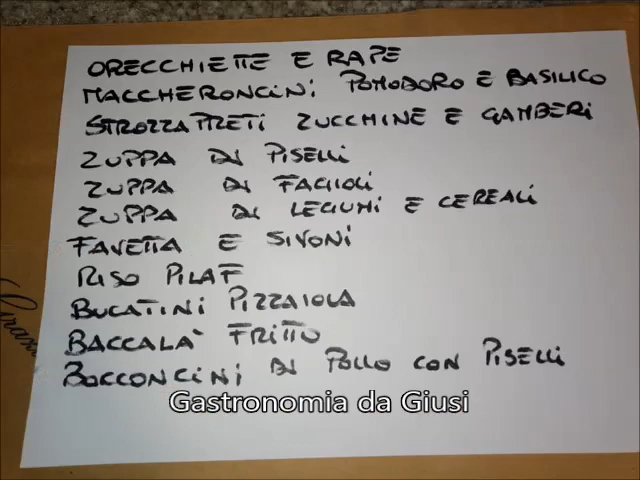 ORECCHIETTE E RAPE
MACCHERONCINI POMODORO E BASILICO
STROZZAPRETI ZUCCHINE E GAMBERI
ZUPPA DI PISELLI
ZUPPA DI FAGIOLI
ZUPPA DI LEGUMI E CEREALI
FAVETTA E SIVONI
RISO PILAF
BUCATINI PIZZAIOLA
BACCALA' FRITTO
BOCCONCINI DI POLLO CON PISELLI
Gastronomia da Giusi